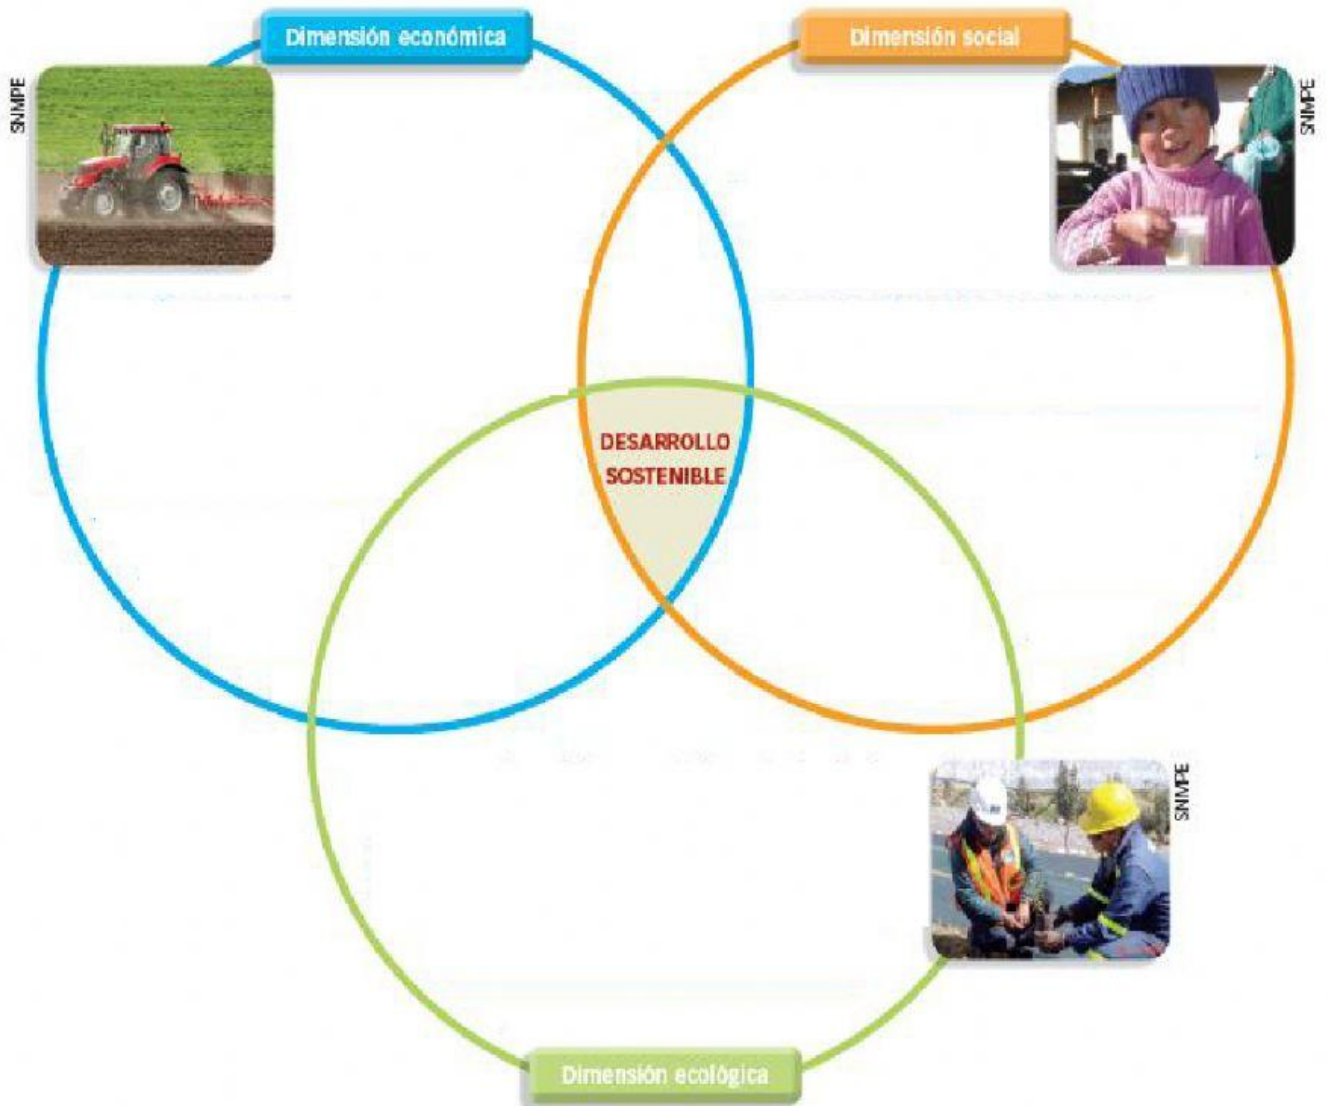 Dimensión económica
Dimensión social
SNMPE
SNMPE
DESARROLLO
SOSTENIBLE
SNMPE
Dimensión ecológica